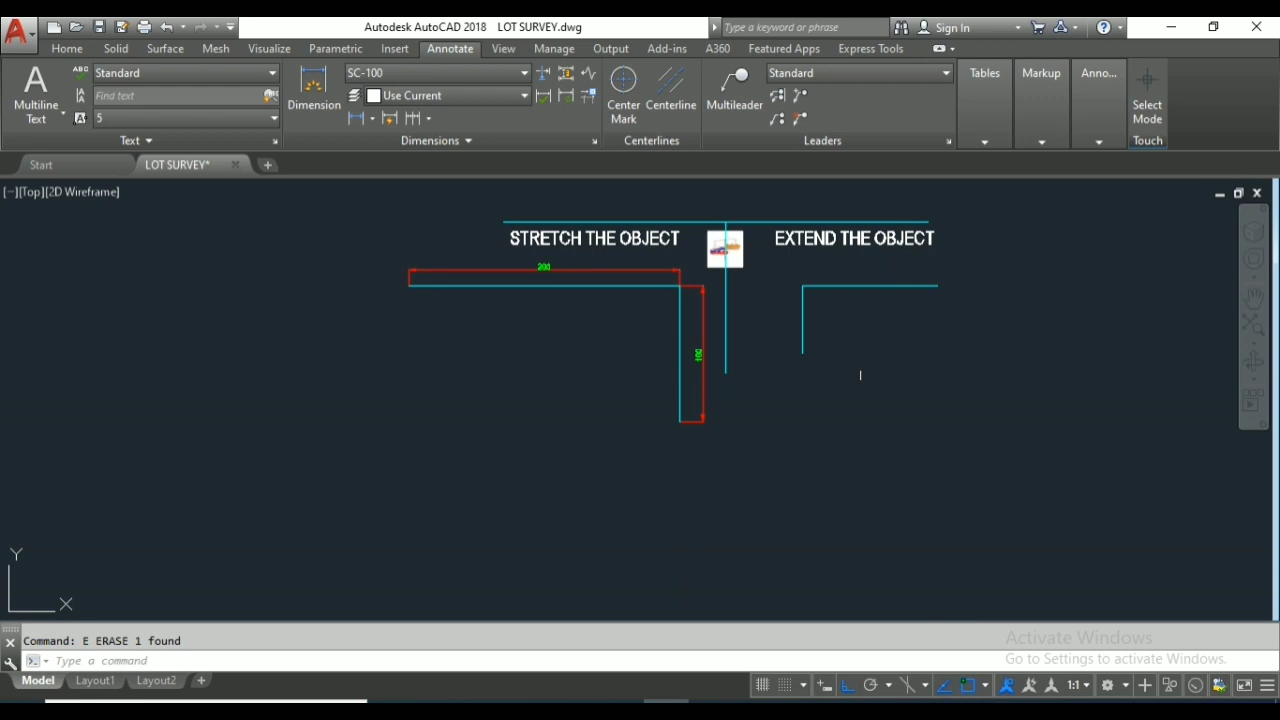 Autodesk AutoCAD 2018 LOT SURVEY.dwg
Type a keyword or phrase
Sign In
Home Solid Surface Mesh Visualize Parametric Insert Annotate View Manage Output Add-ins A360 Featured Apps Express Tools
Multiline Text
Standard
Find text
5
Text
Dimension
SC-100
Use Current
Dimensions
Center Mark
Centerline
Centerlines
Multileader
Standard
Leaders
Tables
Markup
Anno...
Select Mode
Touch
Start
LOT SURVEY*
[−][Top][2D Wireframe]
STRETCH THE OBJECT
EXTEND THE OBJECT
200
Y
X
Command: E ERASE 1 found
Type a command
Activate Windows
Go to Settings to activate Windows.
Model Layout1 Layout2
1:1